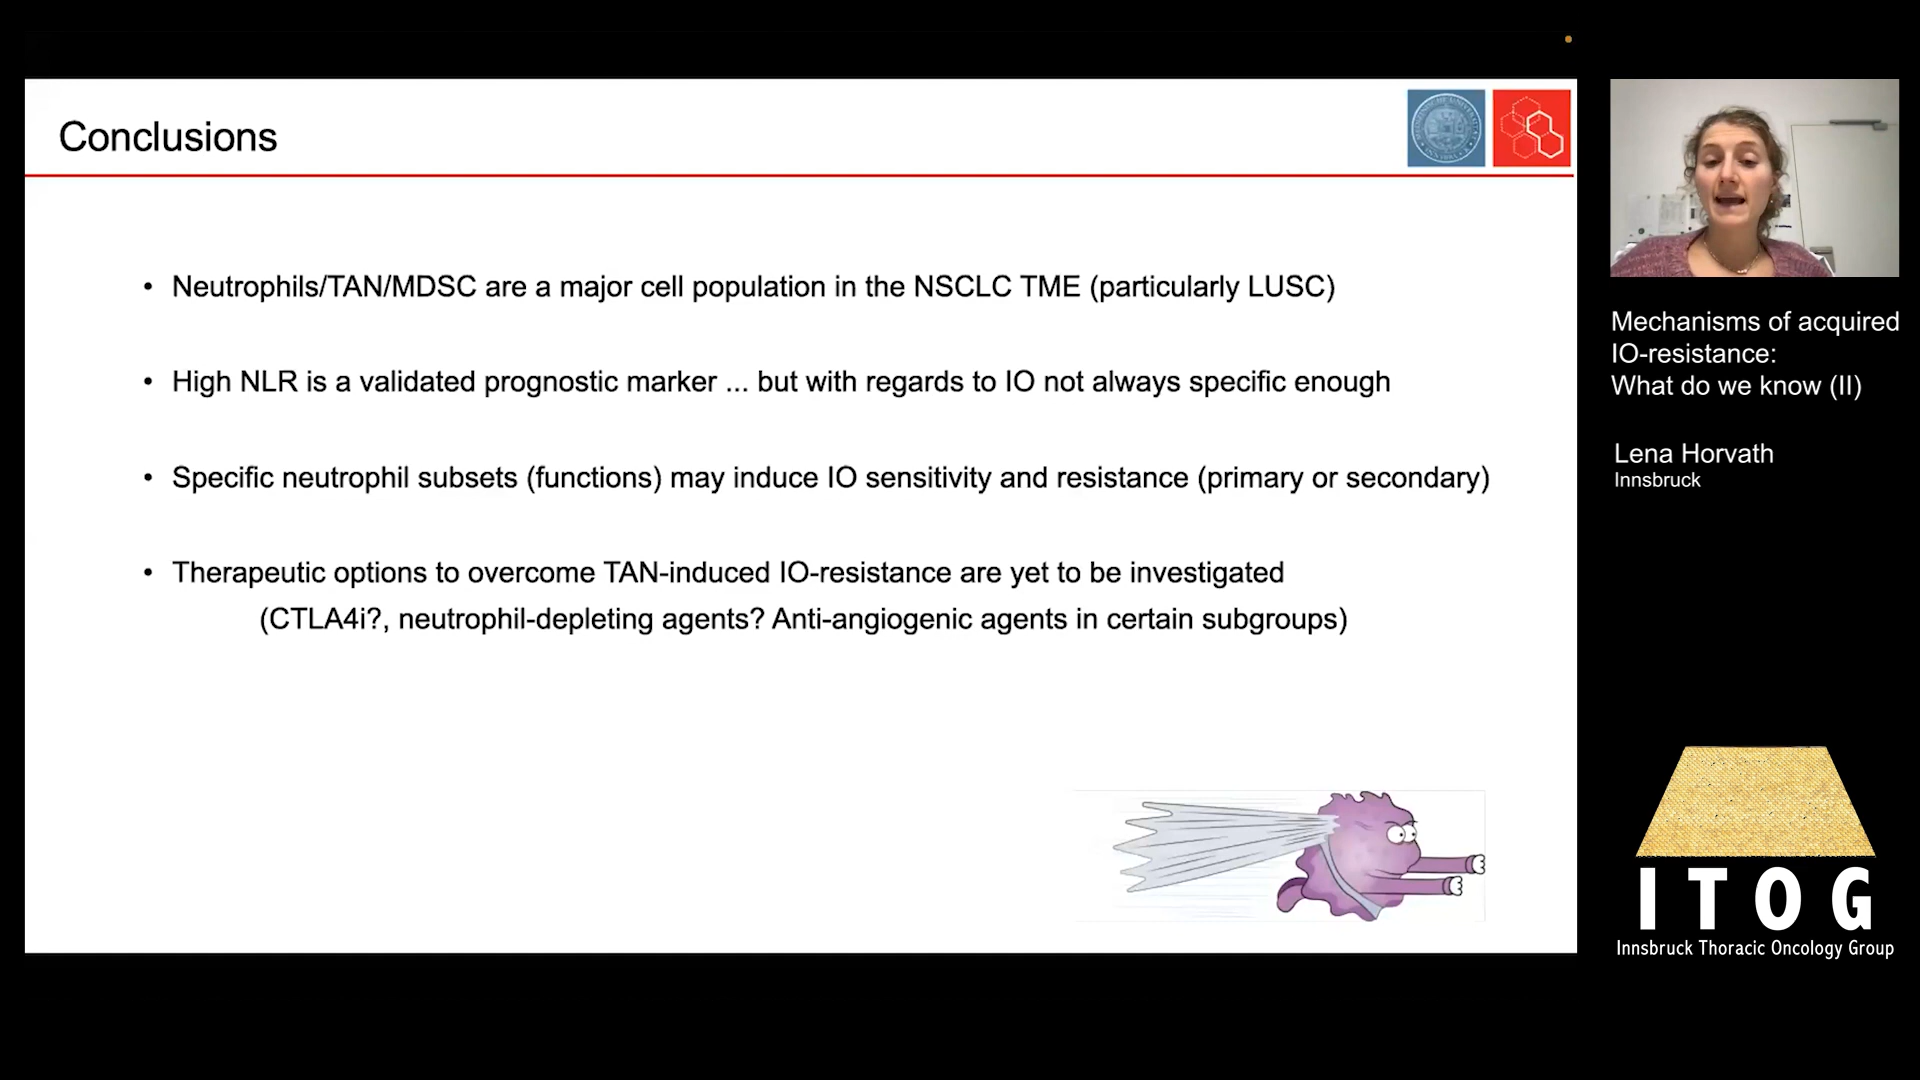 Conclusions
• Neutrophils/TAN/MDSC are a major cell population in the NSCLC TME (particularly LUSC)
• High NLR is a validated prognostic marker ... but with regards to IO not always specific enough
• Specific neutrophil subsets (functions) may induce IO sensitivity and resistance (primary or secondary)
• Therapeutic options to overcome TAN-induced IO-resistance are yet to be investigated
(CTLA4i?, neutrophil-depleting agents? Anti-angiogenic agents in certain subgroups)
Mechanisms of acquired
IO-resistance:
What do we know (II)
Lena Horvath
Innsbruck
ITOG
Innsbruck Thoracic Oncology Group